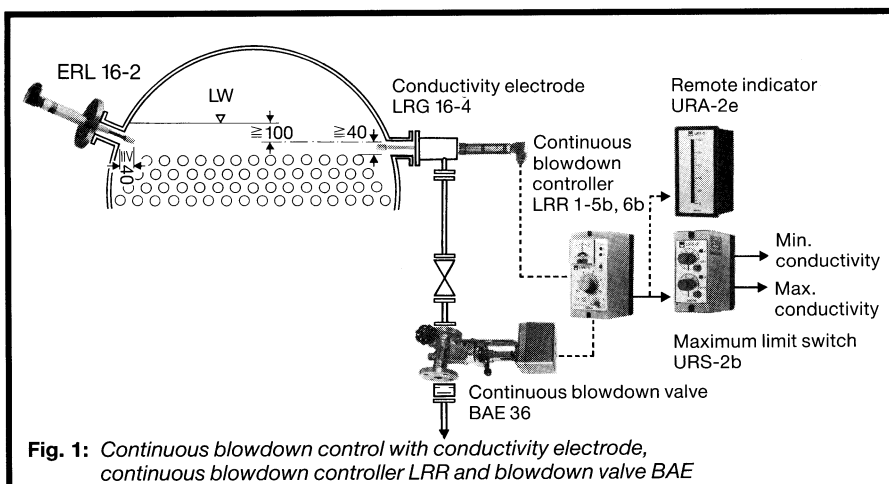 ERL 16-2
LW
≧100
≧40
≧40
Conductivity electrode
LRG 16-4
Continuous
blowdown
controller
LRR 1-5b, 6b
Remote indicator
URA-2e
Min.
conductivity
Max.
conductivity
Maximum limit switch
URS-2b
Continuous blowdown valve
BAE 36
Fig. 1: Continuous blowdown control with conductivity electrode,
continuous blowdown controller LRR and blowdown valve BAE